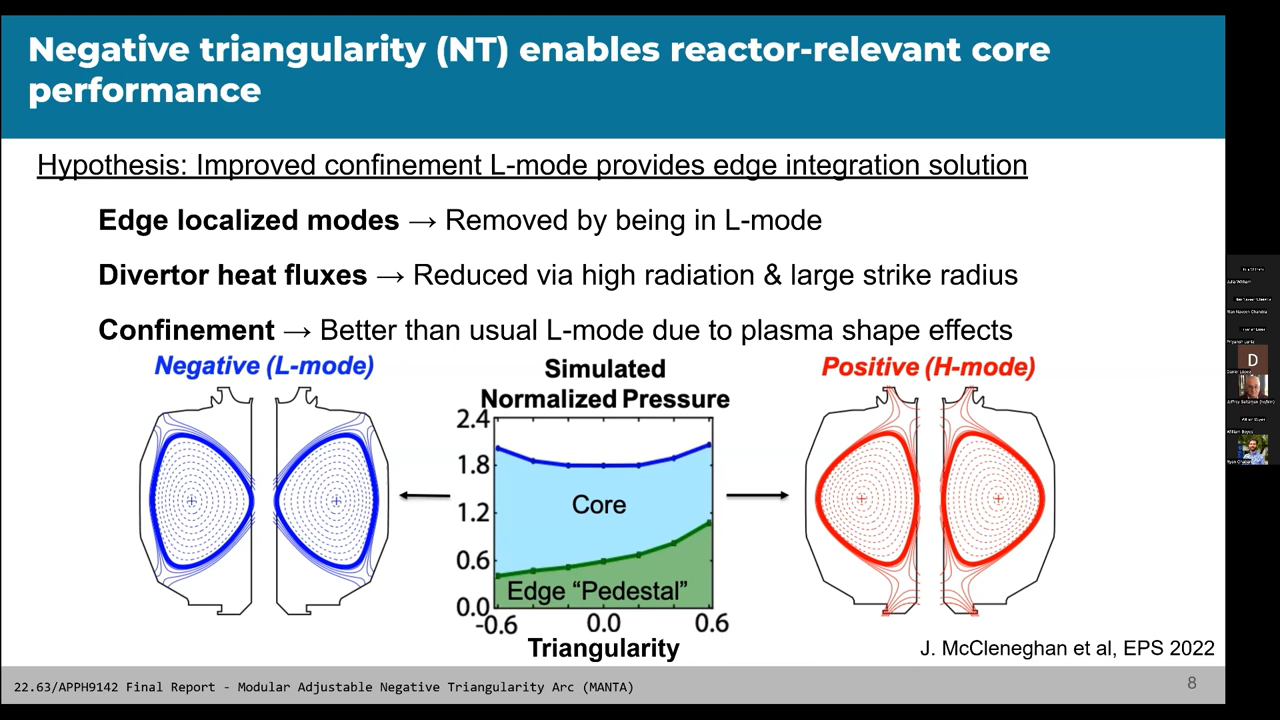 Negative triangularity (NT) enables reactor-relevant core
performance
Hypothesis: Improved confinement L-mode provides edge integration solution
Edge localized modes → Removed by being in L-mode
Divertor heat fluxes → Reduced via high radiation & large strike radius
Confinement → Better than usual L-mode due to plasma shape effects
Negative (L-mode)
Simulated
Normalized Pressure
Positive (H-mode)
2.4
1.8
1.2
0.6
0.0
Core
Edge "Pedestal"
-0.6
0.0
0.6
Triangularity
J. McCleneghan et al, EPS 2022
22.63/APPH9142 Final Report - Modular Adjustable Negative Triangularity Arc (MANTA)
8
D